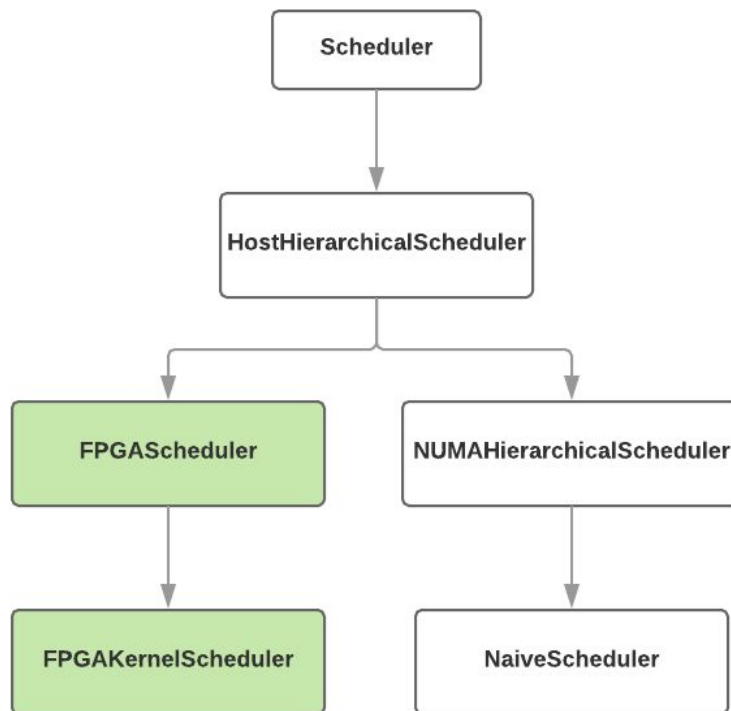 Scheduler
HostHierarchicalScheduler
FPGAScheduler
NUMAHierarchicalScheduler
FPGAKernelScheduler
NaiveScheduler